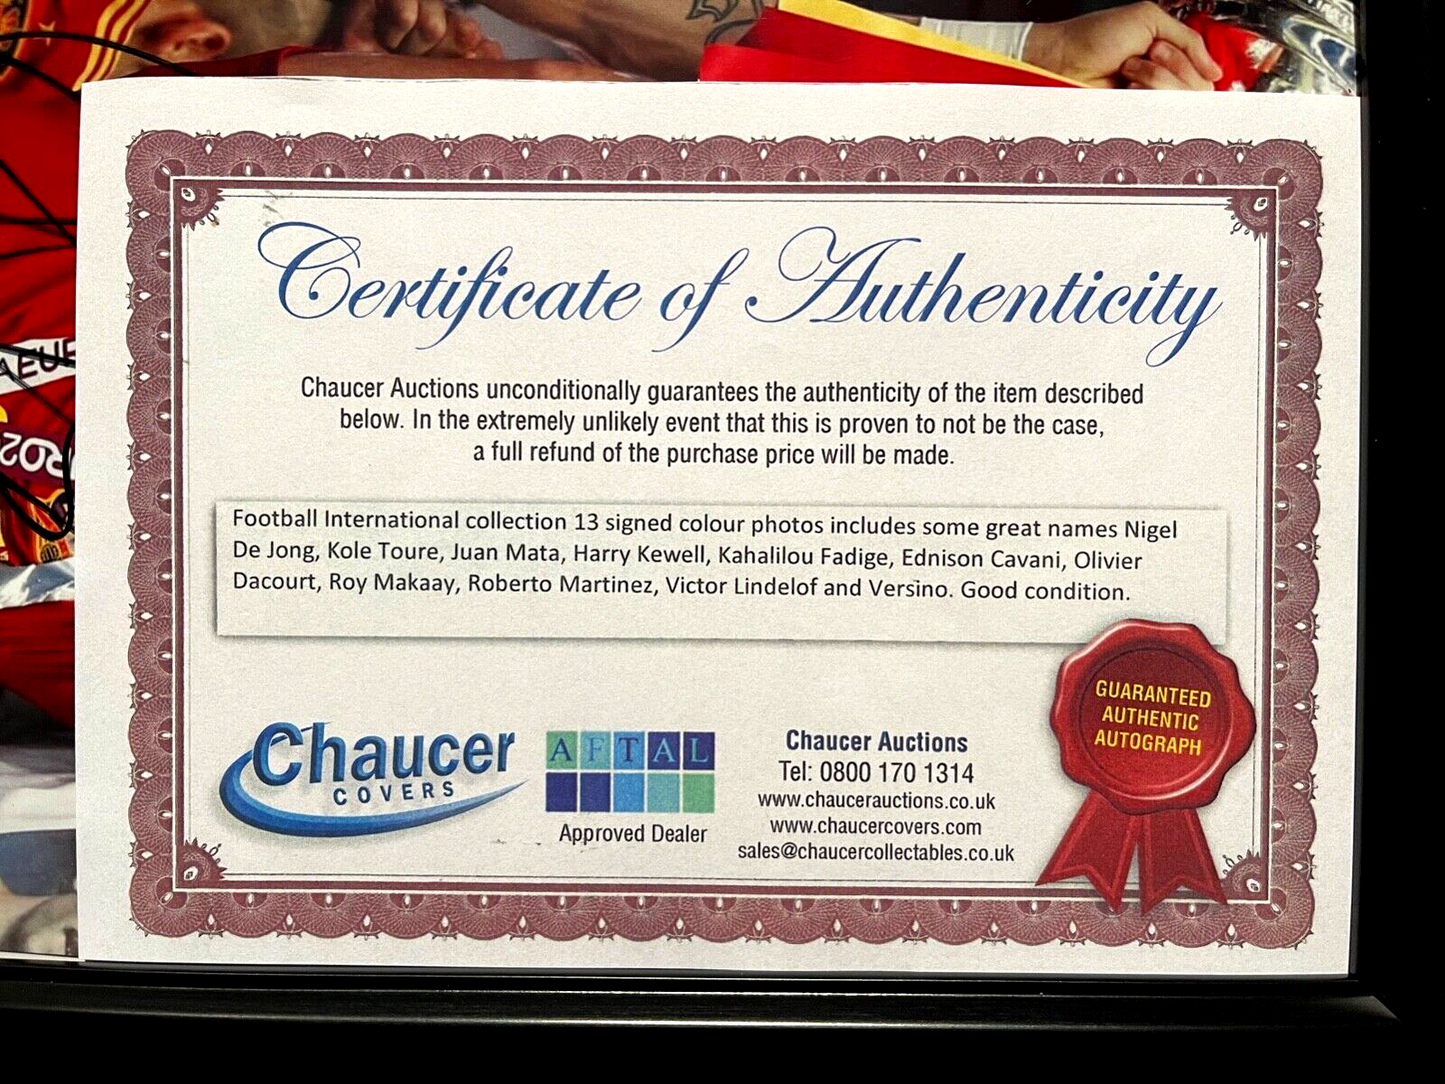 Certificate of Authenticity
Chaucer Auctions unconditionally guarantees the authenticity of the item described
below. In the extremely unlikely event that this is proven to not be the case,
a full refund of the purchase price will be made.
Football International collection 13 signed colour photos includes some great names Nigel
De Jong, Kole Toure, Juan Mata, Harry Kewell, Kahalilou Fadige, Ednison Cavani, Olivier
Dacourt, Roy Makaay, Roberto Martinez, Victor Lindelof and Versino. Good condition.
GUARANTEED
AUTHENTIC
AUTOGRAPH
Chaucer
COVERS
AFTAL
Approved Dealer
Chaucer Auctions
Tel: 0800 170 1314
www.chaucerauctions.co.uk
www.chaucercovers.com
sales@chaucercollectables.co.uk